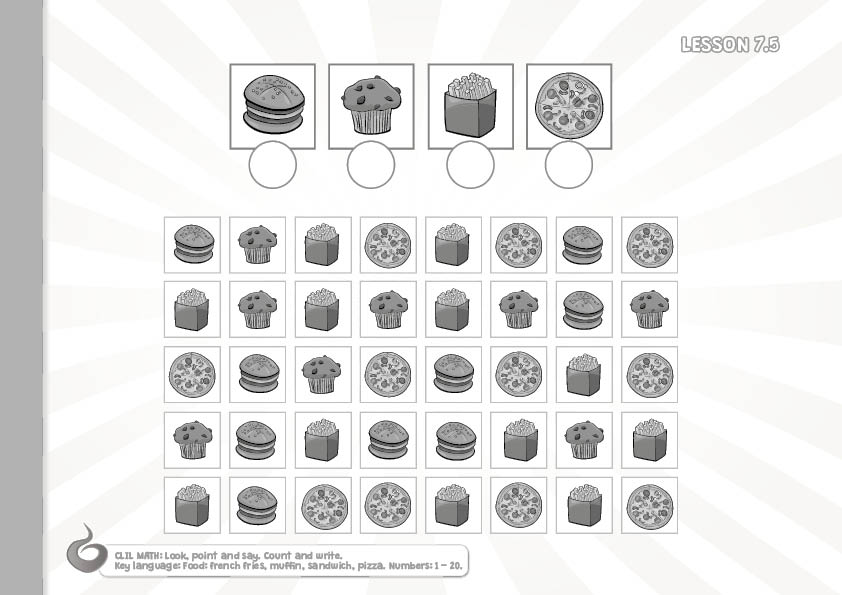 LESSON 7.5
CLIL MATH: Look, point and say. Count and write.
Key language: Food: french fries, muffin, sandwich, pizza. Numbers: 1 – 20.